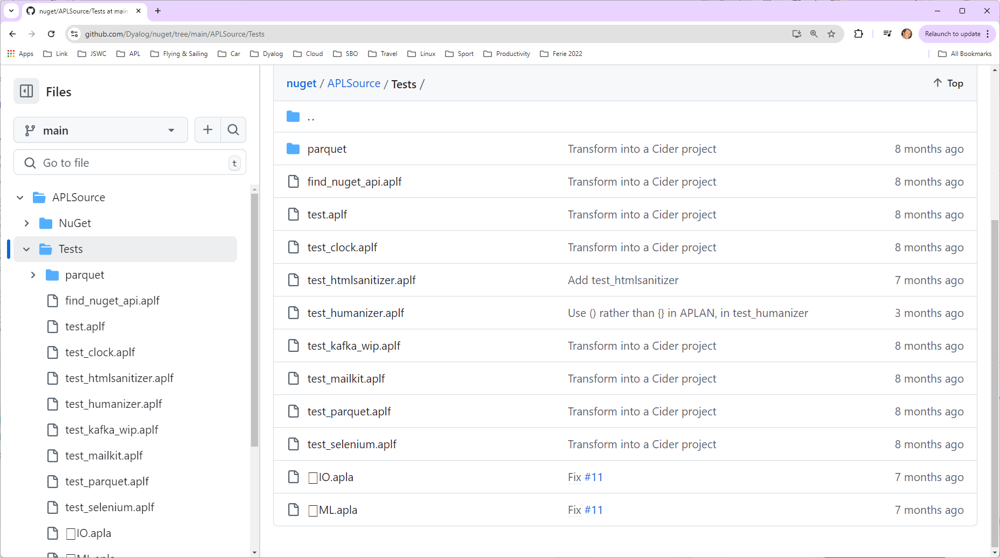 nuget/APLSource/Tests at main
github.com/Dyalog/nuget/tree/main/APLSource/Tests
Relaunch to update
Apps Link JSWC APL Flying & Sailing Car Dyalog Cloud SBO Travel Linux Sport Productivity Ferie 2022 All Bookmarks
Files
main
Go to file t
APLSource
NuGet
Tests
parquet
find_nuget_api.aplf
test.aplf
test_clock.aplf
test_htmlsanitizer.aplf
test_humanizer.aplf
test_kafka_wip.aplf
test_mailkit.aplf
test_parquet.aplf
test_selenium.aplf
⎕IO.apla
⎕ML.apla
nuget / APLSource / Tests / Top
..
parquet Transform into a Cider project 8 months ago
find_nuget_api.aplf Transform into a Cider project 8 months ago
test.aplf Transform into a Cider project 8 months ago
test_clock.aplf Transform into a Cider project 8 months ago
test_htmlsanitizer.aplf Add test_htmlsanitizer 7 months ago
test_humanizer.aplf Use () rather than {} in APLAN, in test_humanizer 3 months ago
test_kafka_wip.aplf Transform into a Cider project 8 months ago
test_mailkit.aplf Transform into a Cider project 8 months ago
test_parquet.aplf Transform into a Cider project 8 months ago
test_selenium.aplf Transform into a Cider project 8 months ago
⎕IO.apla Fix #11 7 months ago
⎕ML.apla Fix #11 7 months ago